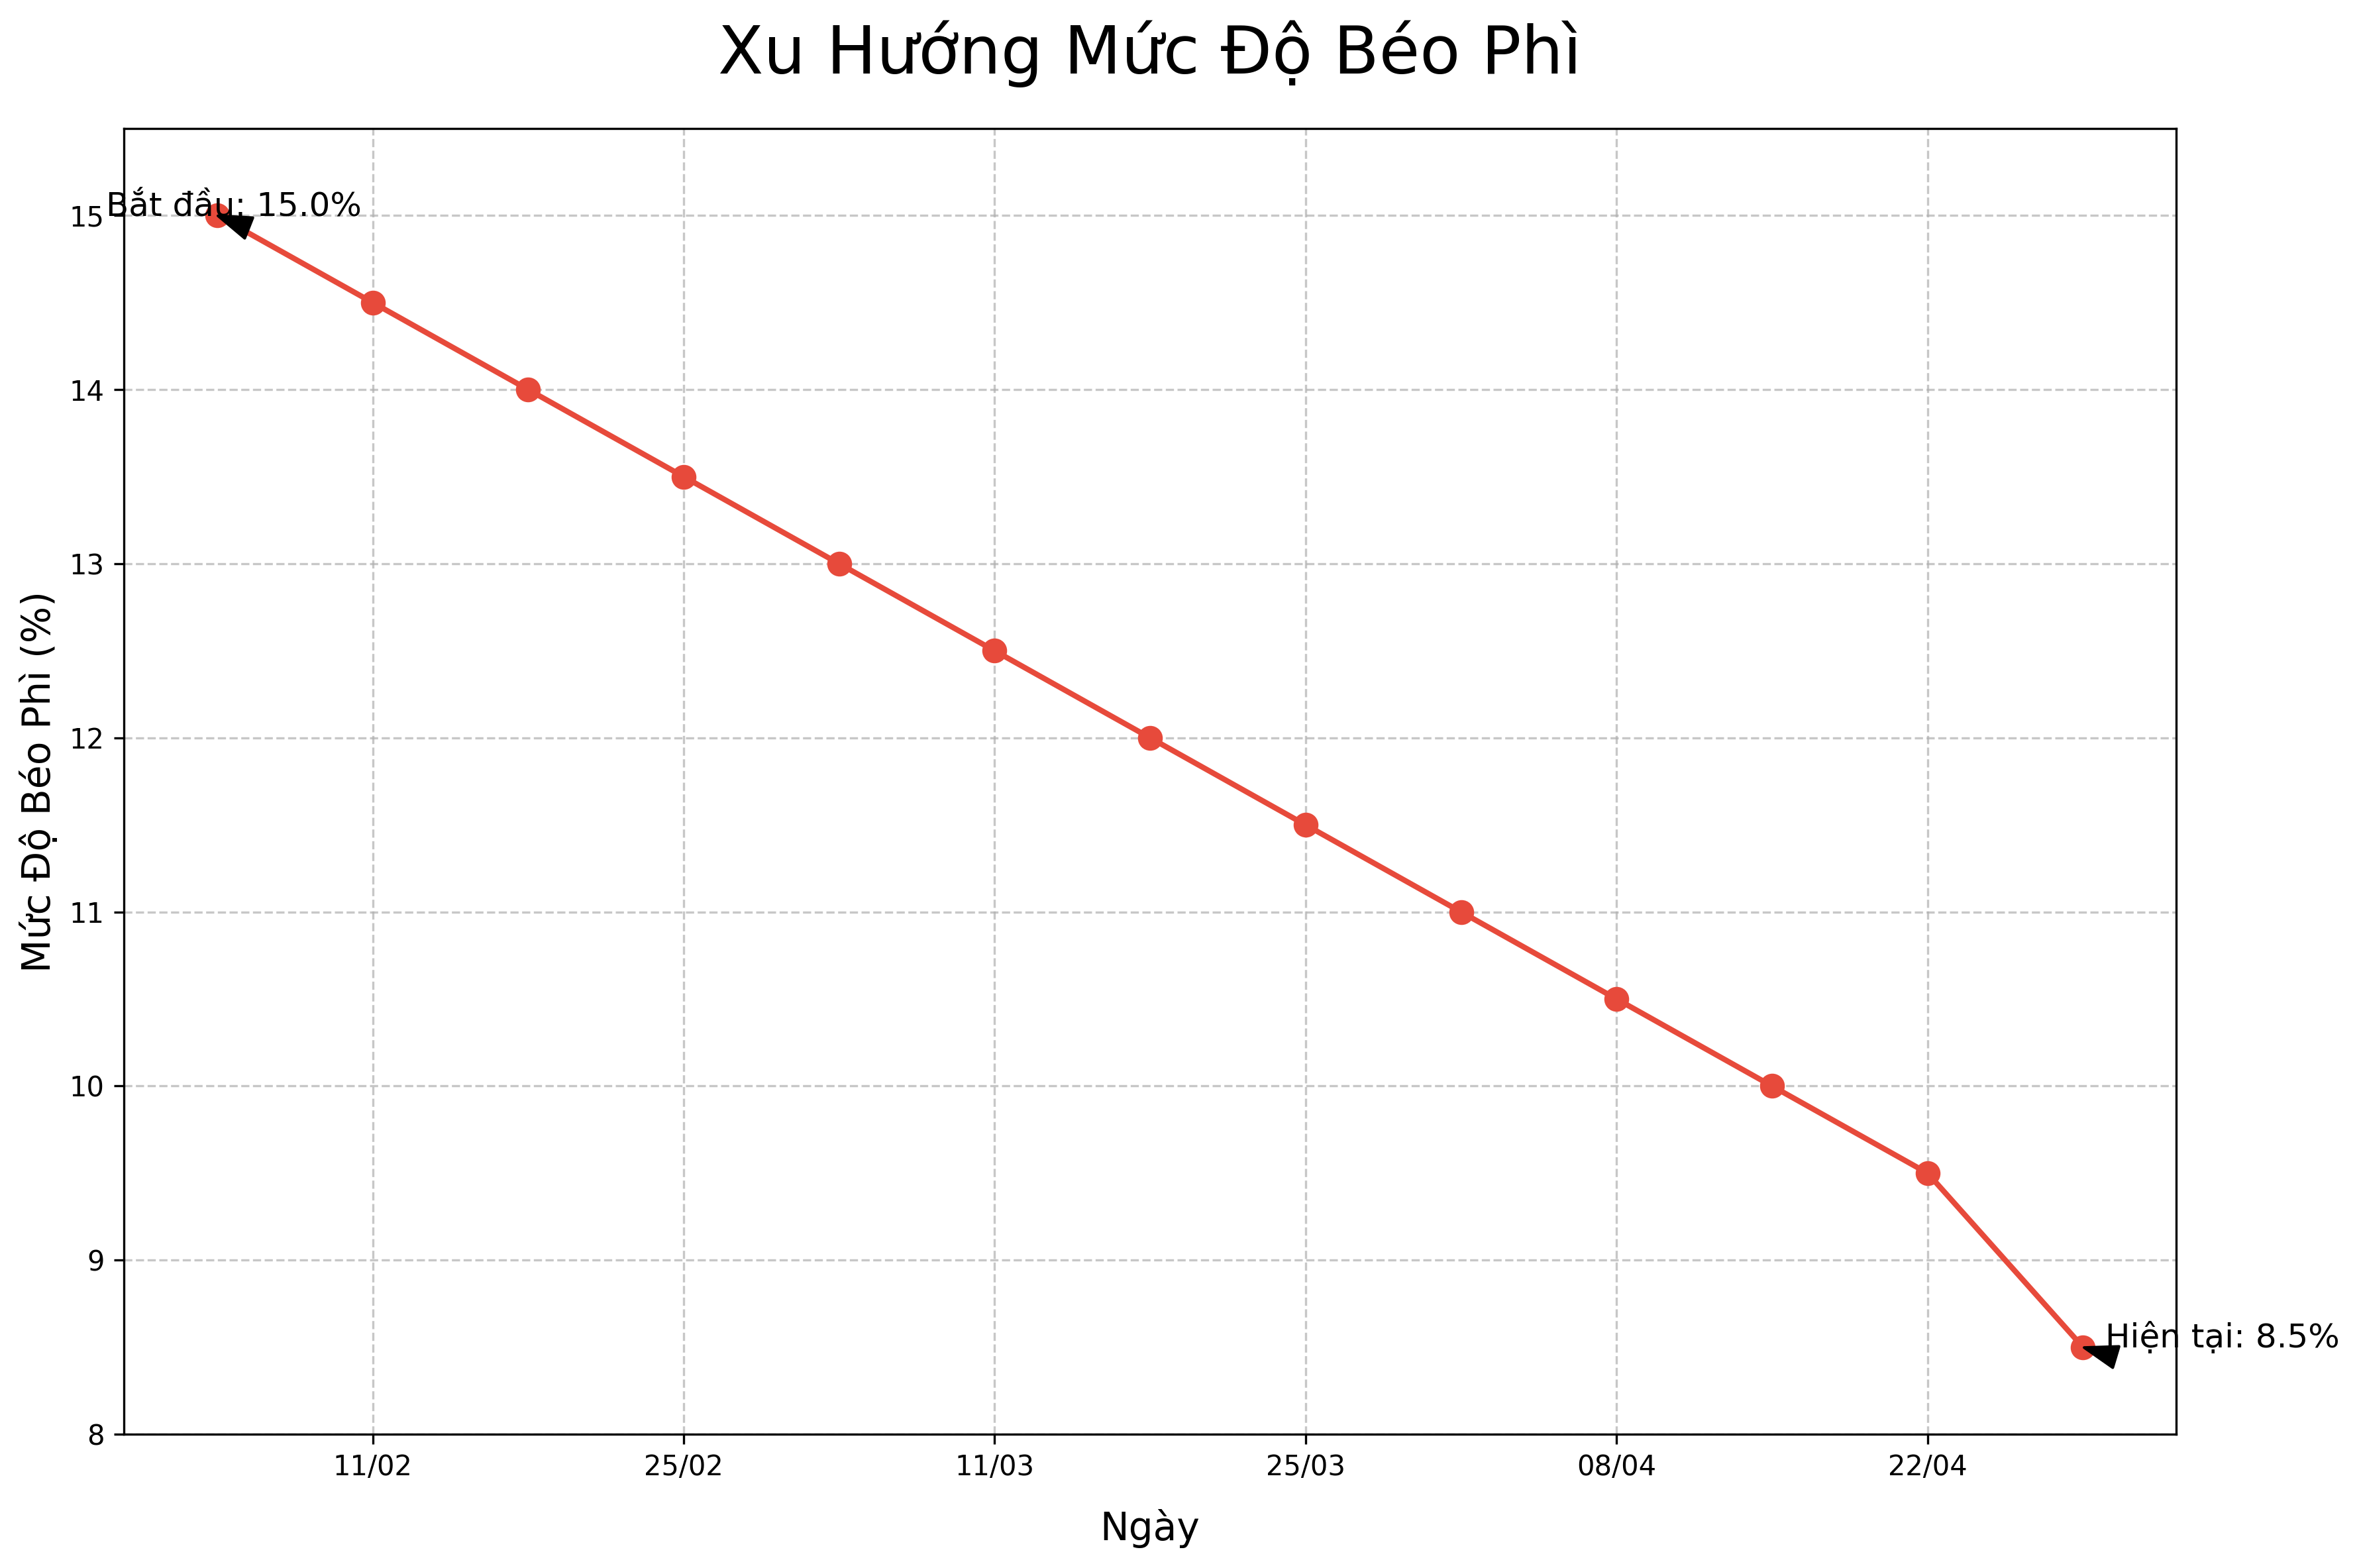 Xu Hướng Mức Độ Béo Phì
Mức Độ Béo Phì (%)
Bắt đầu: 15.0%
15
14
13
12
11
10
9
8
Hiện tại: 8.5%
11/02
25/02
11/03
25/03
08/04
22/04
Ngày